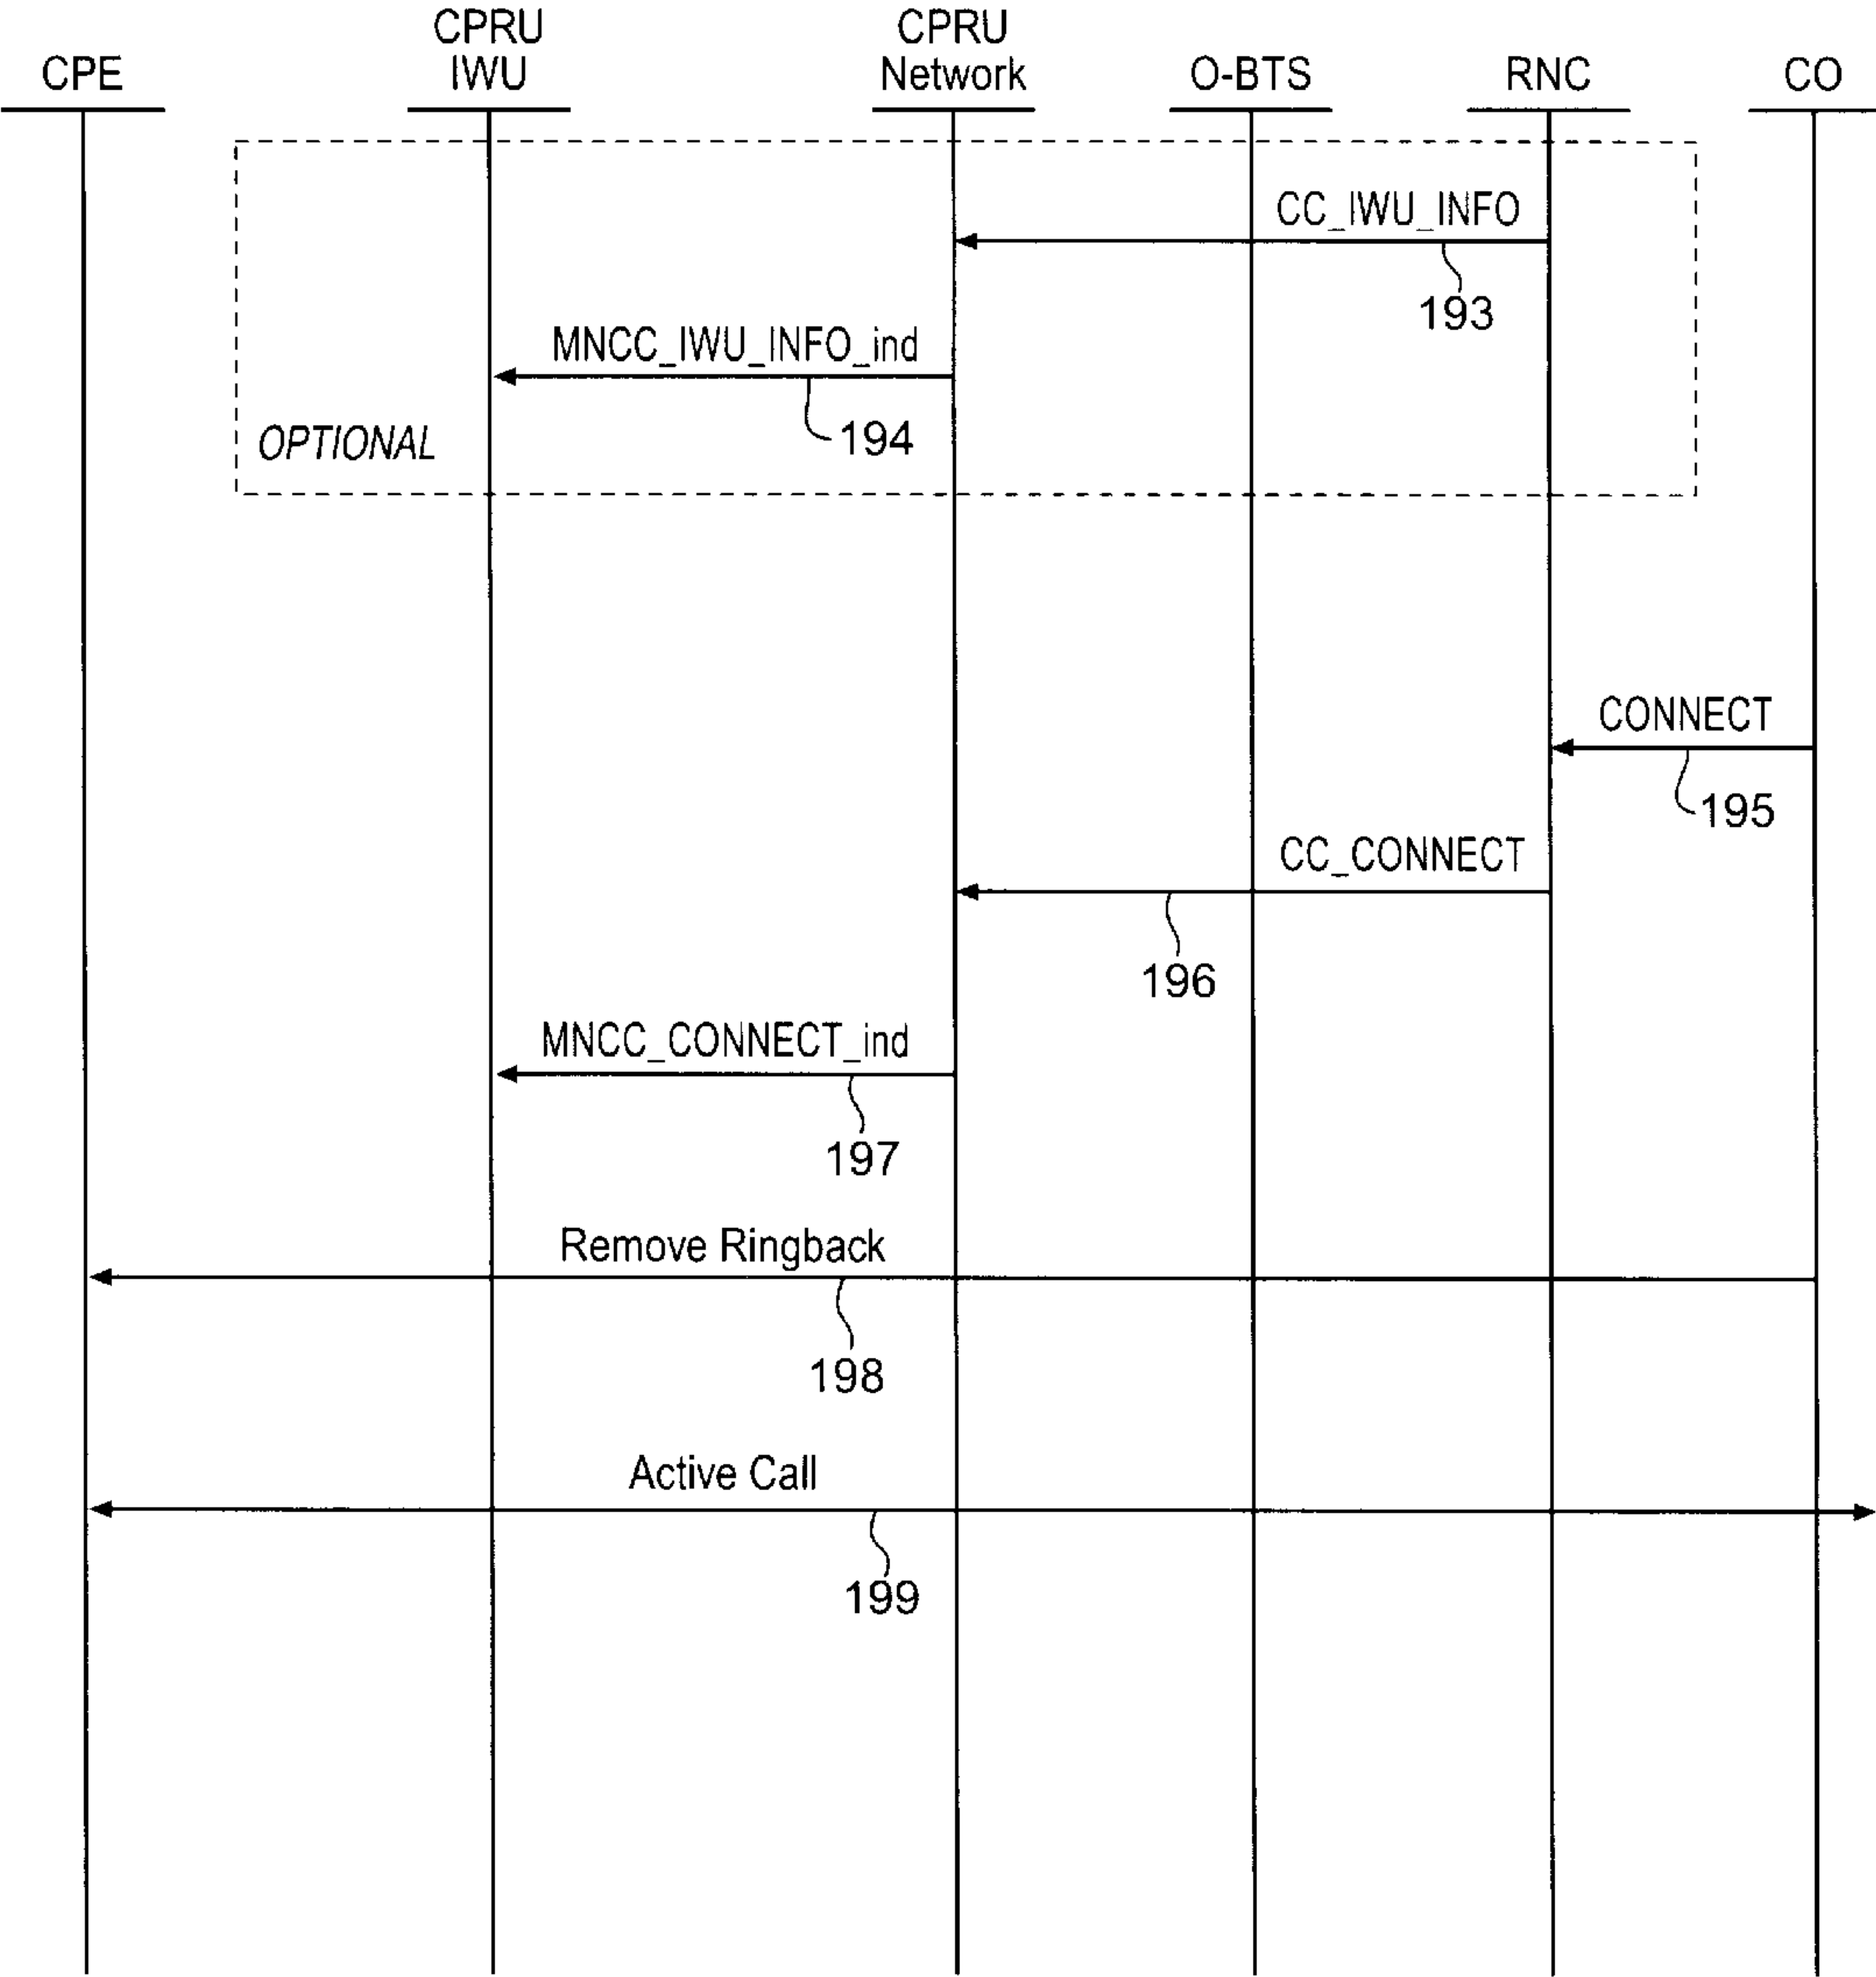 CPE
CPRU
IWU
CPRU
Network
O-BTS
RNC
CO
CC_IWU_INFO
193
MNCC_IWU_INFO_ind
194
OPTIONAL
CONNECT
195
CC_CONNECT
196
MNCC_CONNECT_ind
197
Remove Ringback
198
Active Call
199